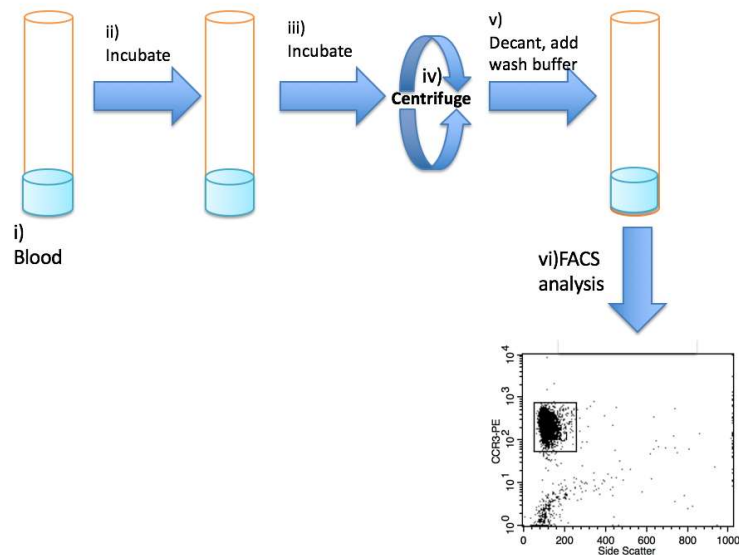 ii)
Incubate
iii)
Incubate
iv)
Centrifuge
v)
Decant, add
wash buffer
i)
Blood
vi)FACS
analysis
CCR3-PE
10^4
10^3
10^2
10^1
10^0
0 200 400 600 800 1000
Side Scatter